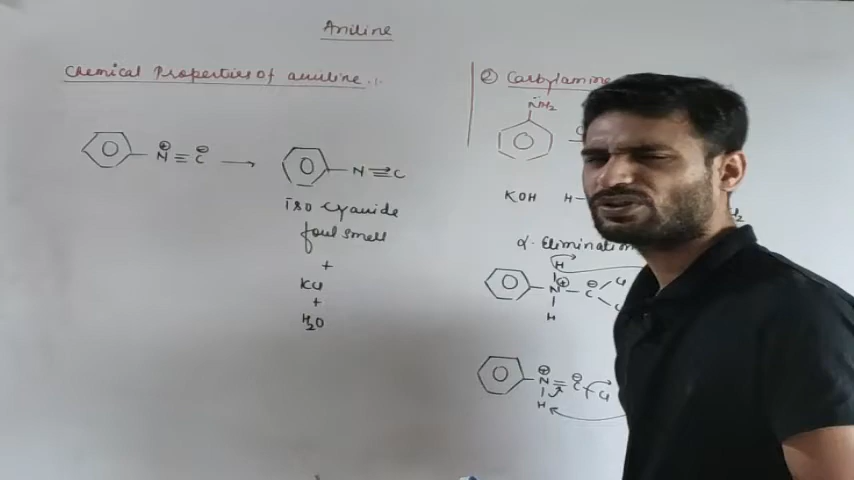 Aniline
Chemical Properties of aniline :.
N ≡ C → N ≡ C
⊕ ⊖
iso cyanide
foul smell
+
KCl
+
H2O
② Carbylamine
NH2
KOH H-
α-Elimination
H
N ⊕ - C ⊖ Cl
H
⊕ ⊖
N = C Cl
H